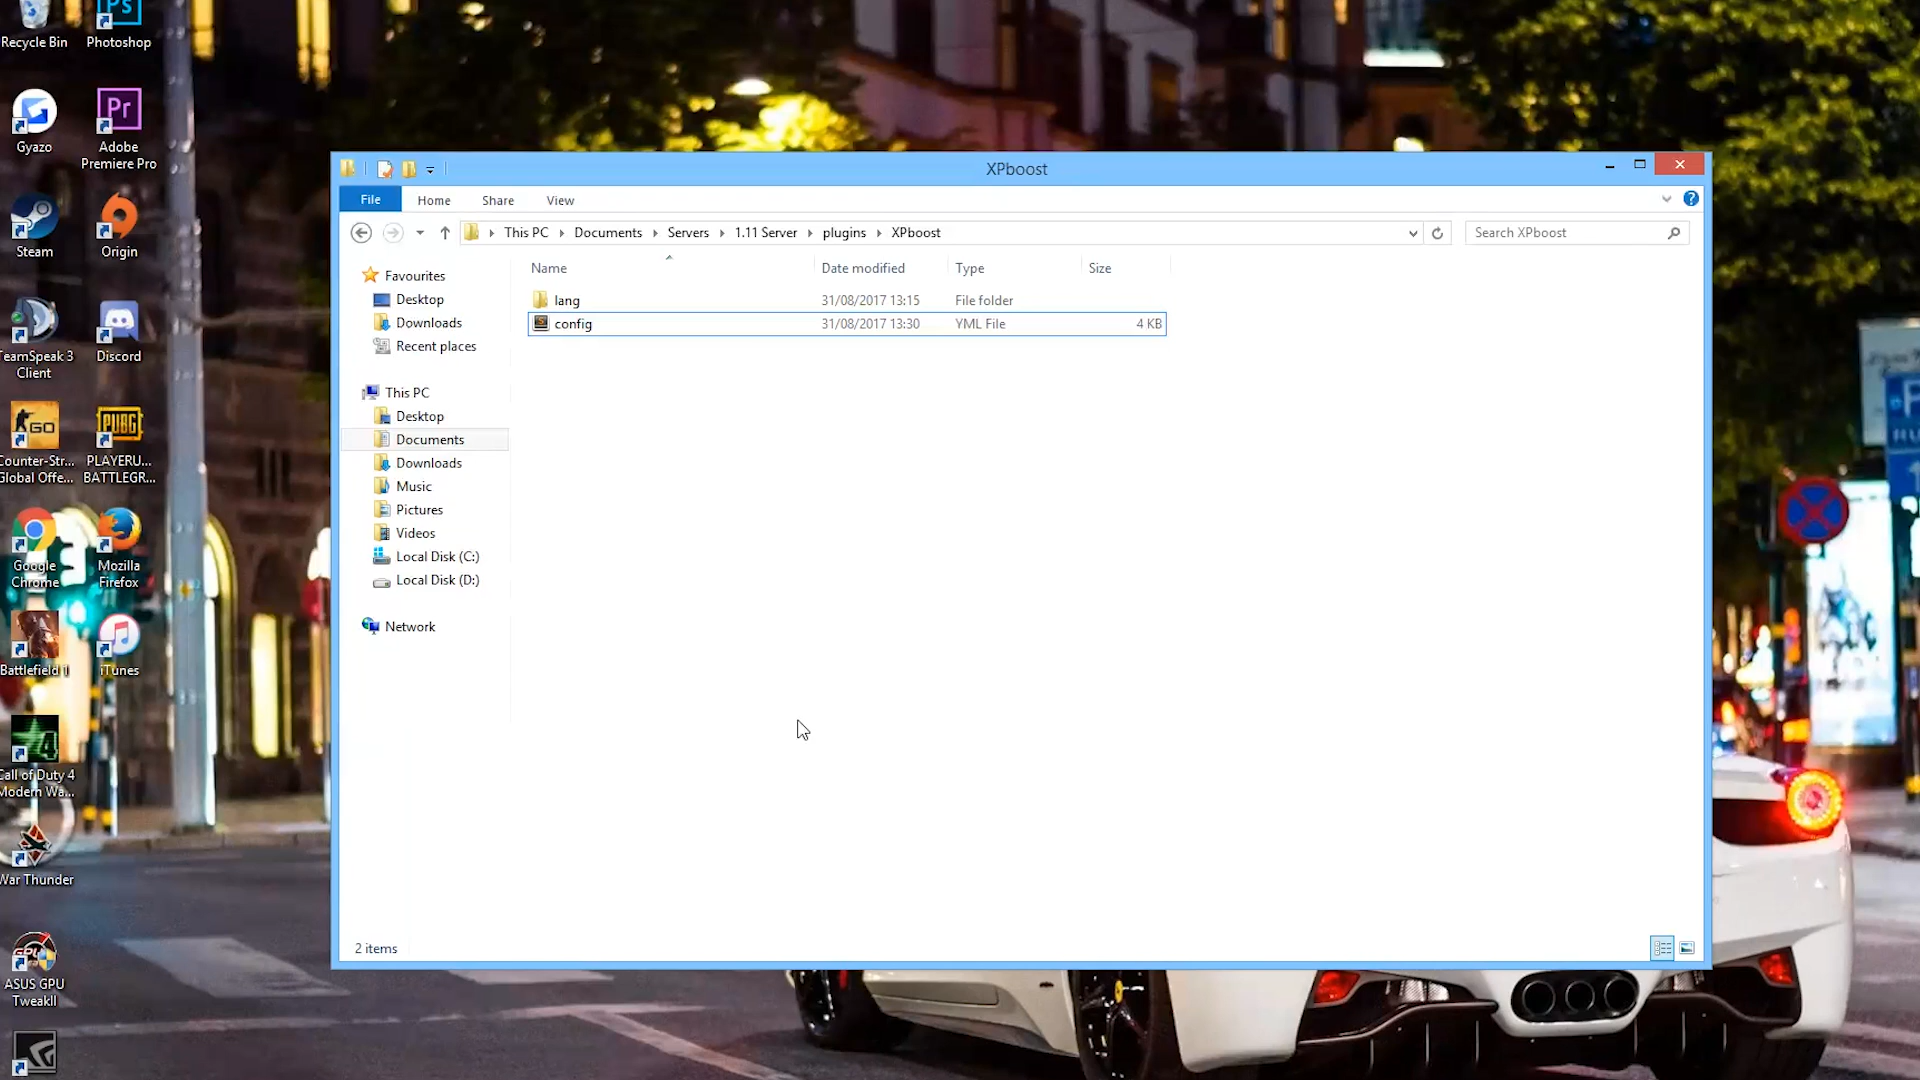 Recycle Bin
Photoshop
Gyazo
Adobe
Premiere Pro
Steam
Origin
TeamSpeak 3
Client
Discord
Counter-Str...
Global Offe...
PLAYERU...
BATTLEGR...
Google
Chrome
Mozilla
Firefox
Battlefield 1
iTunes
Call of Duty 4
Modern Wa...
War Thunder
ASUS GPU
TweakII
XPboost
File Home Share View
This PC Documents Servers 1.11 Server plugins XPboost
Search XPboost
Name Date modified Type Size
lang 31/08/2017 13:15 File folder
config 31/08/2017 13:30 YML File 4 KB
Favourites
Desktop
Downloads
Recent places
This PC
Desktop
Documents
Downloads
Music
Pictures
Videos
Local Disk (C:)
Local Disk (D:)
Network
2 items